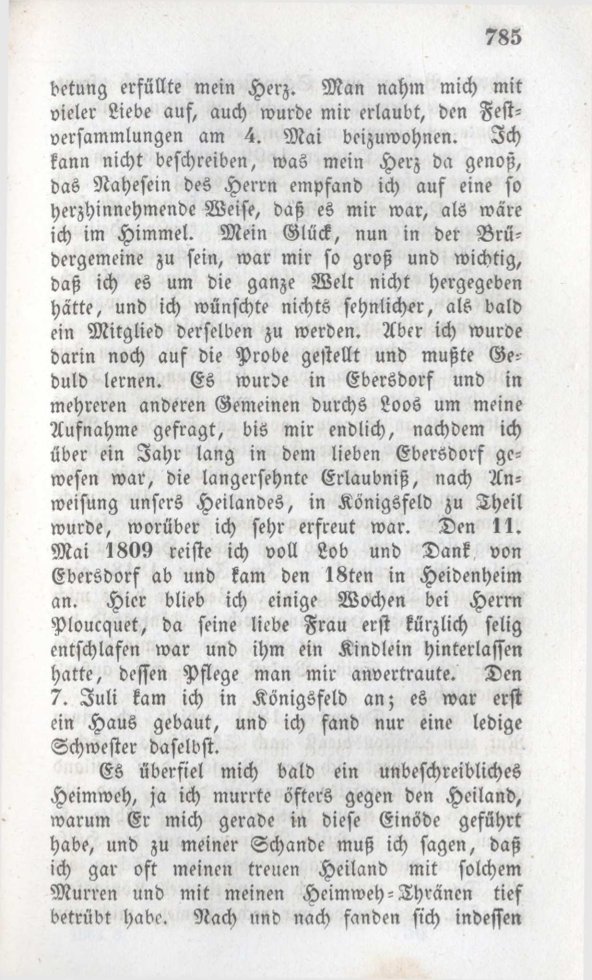 785
betung erfüllte mein Herz. Man nahm mich mit
vieler Liebe auf, auch wurde mir erlaubt, den Fest-
versammlungen am 4. Mai beizuwohnen. Ich
kann nicht beschreiben, was mein Herz da genoß,
das Nahesein des Herrn empfand ich auf eine so
herzhinnehmende Weise, daß es mir war, als wäre
ich im Himmel. Mein Glück, nun in der Brü-
dergemeine zu sein, war mir so groß und wichtig,
daß ich es um die ganze Welt nicht hergegeben
hätte, und ich wünschte nichts sehnlicher, als bald
ein Mitglied derselben zu werden. Aber ich wurde
darin noch auf die Probe gestellt und mußte Ge-
duld lernen. Es wurde in Ebersdorf und in
mehreren anderen Gemeinen durchs Loos um meine
Aufnahme gefragt, bis mir endlich, nachdem ich
über ein Jahr lang in dem lieben Ebersdorf ge-
wesen war, die langersehnte Erlaubniß, nach An-
weisung unsers Heilandes, in Königsfeld zu Theil
wurde, worüber ich sehr erfreut war. Den 11.
Mai 1809 reiste ich voll Lob und Dank von
Ebersdorf ab und kam den 18ten in Heidenheim
an. Hier blieb ich einige Wochen bei Herrn
Ploucquet, da seine liebe Frau erst kürzlich selig
entschlafen war und ihm ein Kindlein hinterlassen
hatte, dessen Pflege man mir anvertraute. Den
7. Juli kam ich in Königsfeld an; es war erst
ein Haus gebaut, und ich fand nur eine ledige
Schwester daselbst.
Es überfiel mich bald ein unbeschreibliches
Heimweh, ja ich murrte öfters gegen den Heiland,
warum Er mich gerade in diese Einöde geführt
habe, und zu meiner Schande muß ich sagen, daß
ich gar oft meinen treuen Heiland mit solchem
Murren und mit meinen Heimweh-Thränen tief
betrübt habe. Nach und nach fanden sich indessen